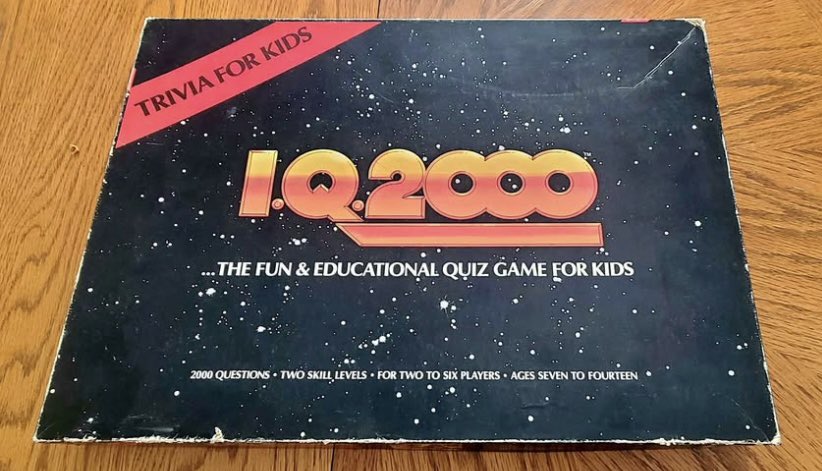 TRIVIA FOR KIDS
I.Q.2000
...THE FUN & EDUCATIONAL QUIZ GAME FOR KIDS
2000 QUESTIONS • TWO SKILL LEVELS • FOR TWO TO SIX PLAYERS • AGES SEVEN TO FOURTEEN